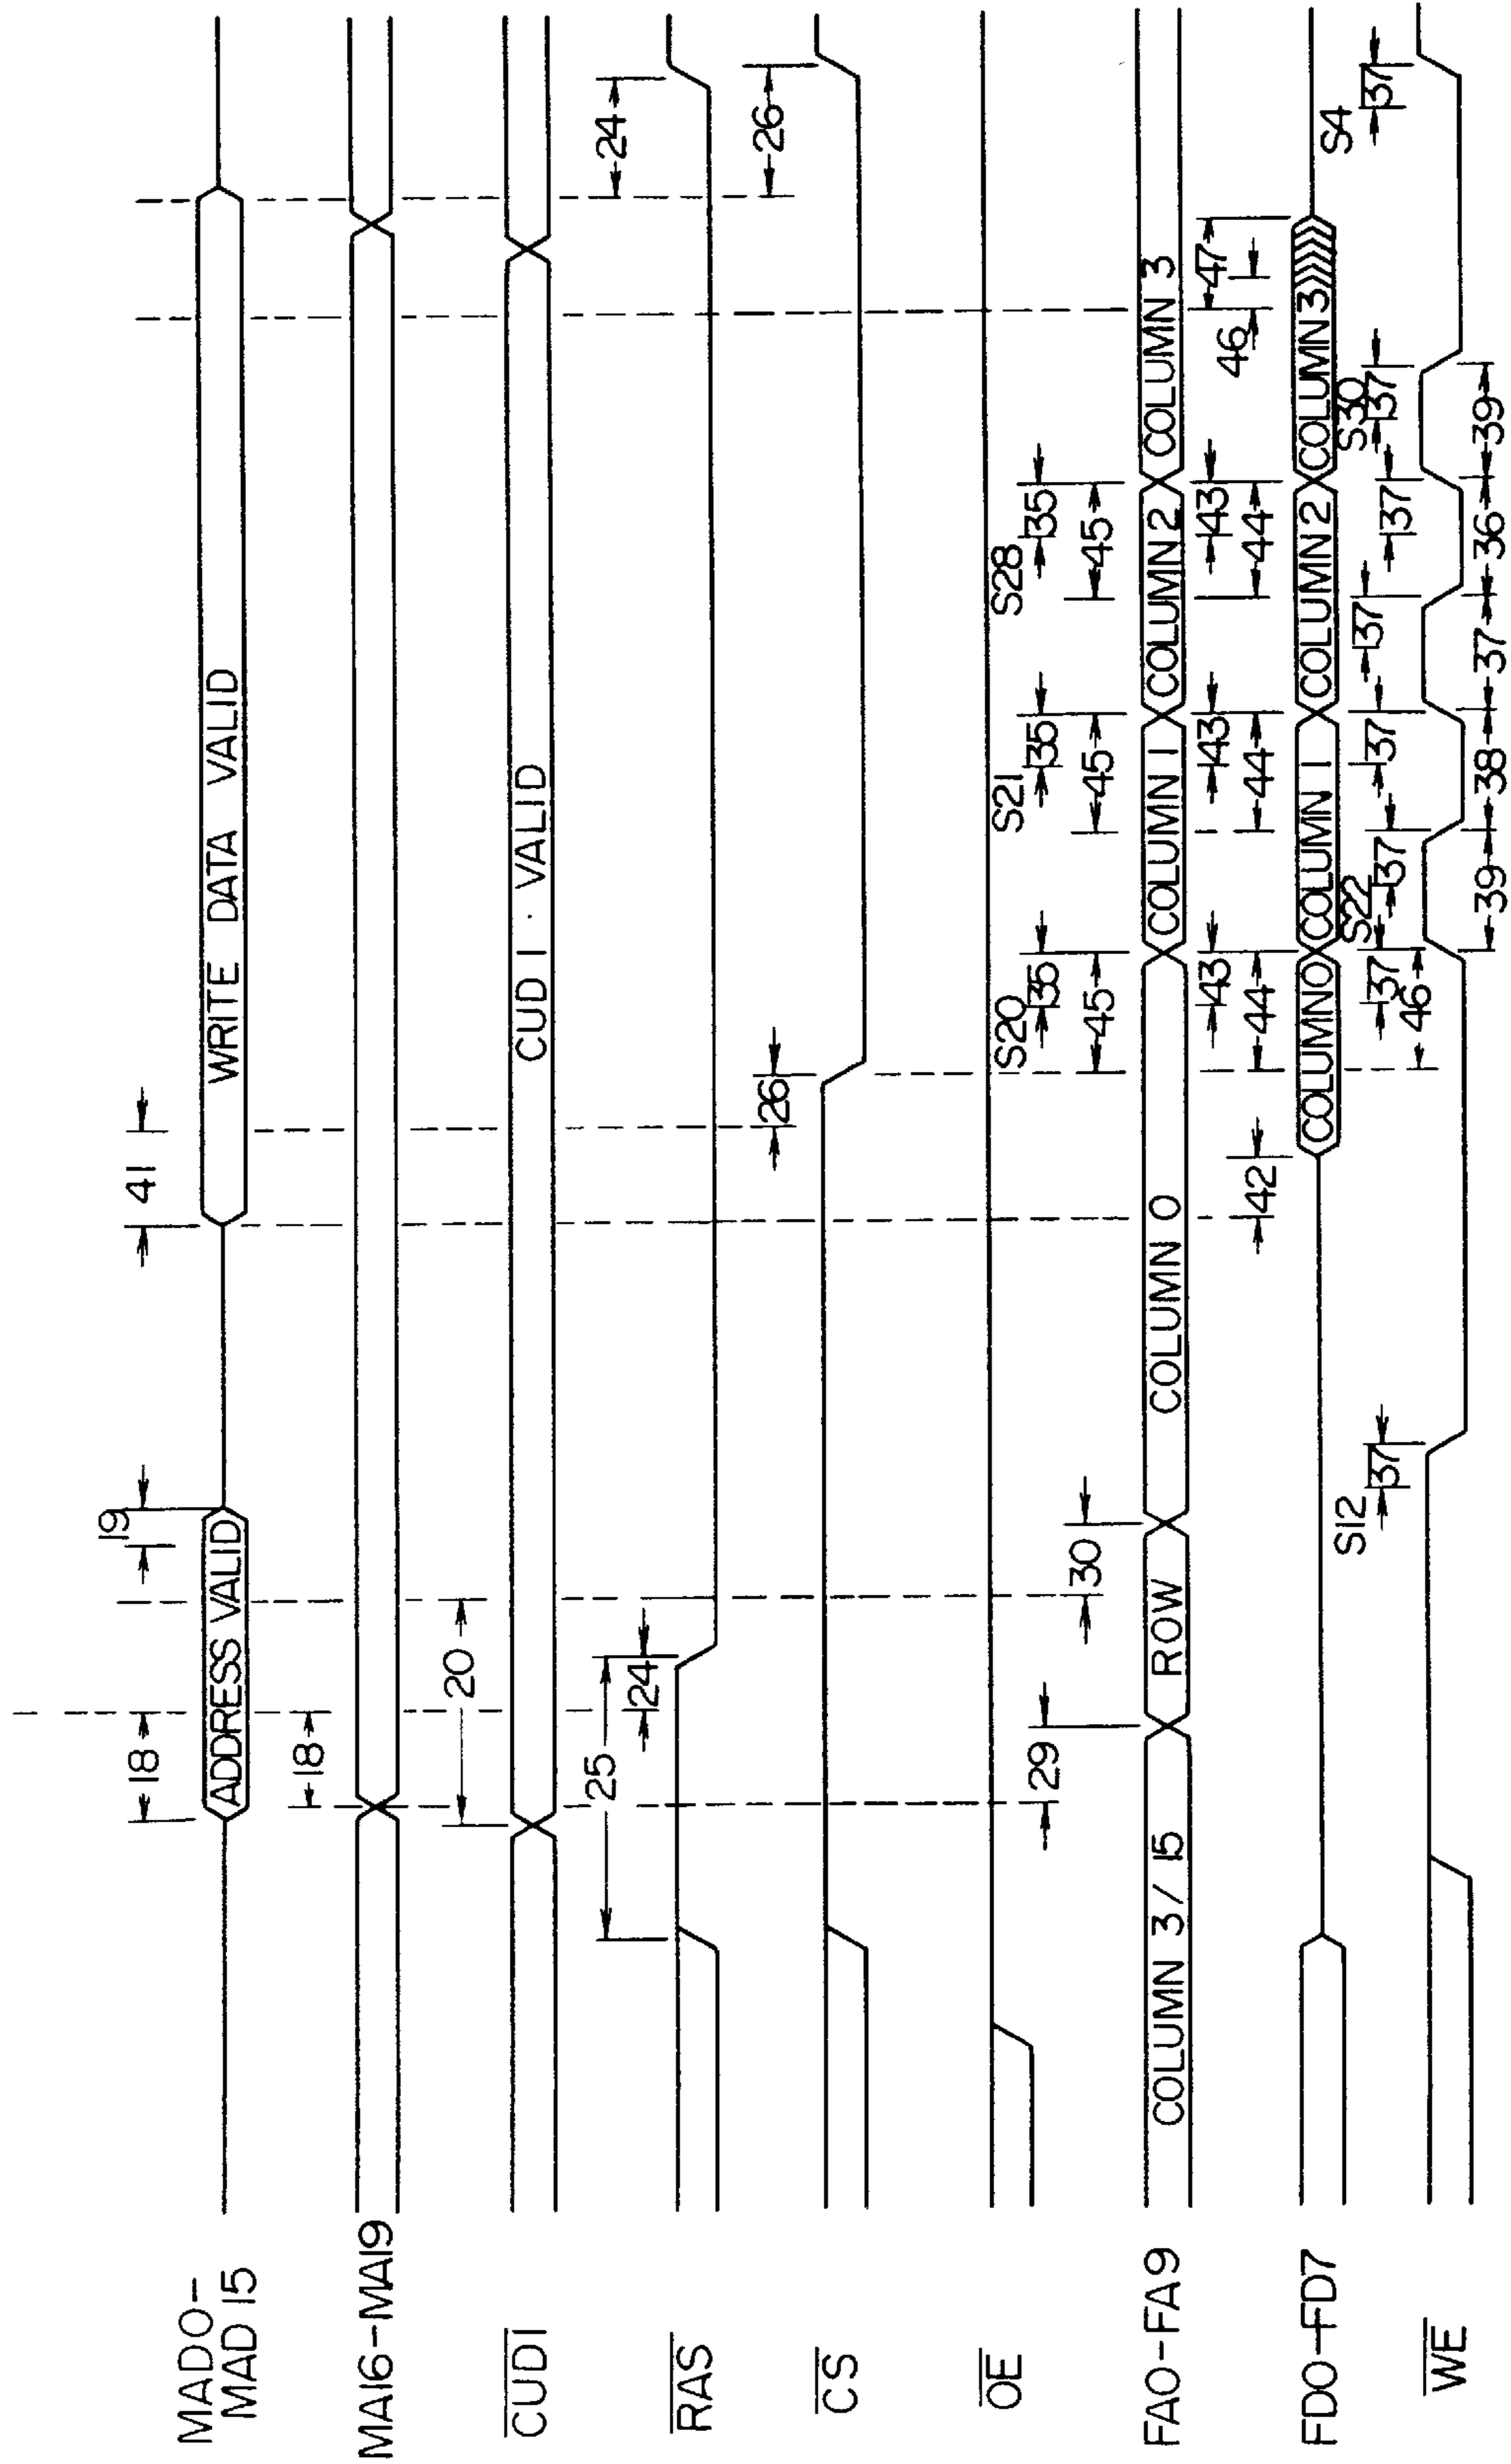 MAD0-
MAD 15
18
ADDRESS VALID
19
41
WRITE DATA VALID
MA16-MA19
18
CUD1
20
CUD1 · VALID
RAS
25
24
24
CS
26
26
OE
S20
35
45
S21
35
45
S28
35
45
29
30
FA0-FA9
COLUMN 3/15
ROW
COLUMN 0
COLUMN 1
COLUMN 2
COLUMN 3
42
43
44
43
44
43
44
46
47
FD0-FD7
COLUMN0
COLUMN 1
COLUMN 2
COLUMN 3
S12
37
37
46
S22
37
37
37
37
S30
37
S4
37
WE
39
38
37
36
39